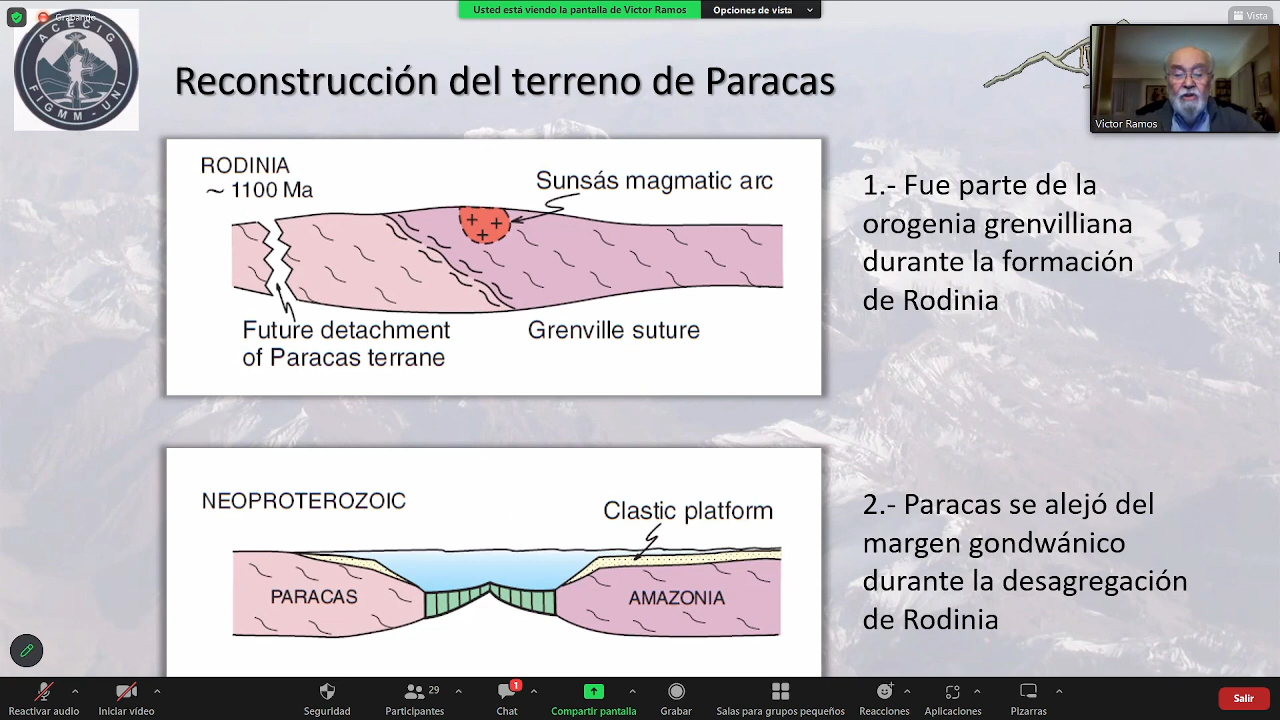 Usted está viendo la pantalla de Victor Ramos
Opciones de vista
Grabando
Vista
ACECIG
FIGMM - UNI
Reconstrucción del terreno de Paracas
Victor Ramos
RODINIA
~ 1100 Ma
Sunsás magmatic arc
Future detachment
of Paracas terrane
Grenville suture
1.- Fue parte de la
orogenia grenvilliana
durante la formación
de Rodinia
NEOPROTEROZOIC
Clastic platform
PARACAS
AMAZONIA
2.- Paracas se alejó del
margen gondwánico
durante la desagregación
de Rodinia
Reactivar audio
Iniciar video
Seguridad
29
Participantes
1
Chat
Compartir pantalla
Grabar
Salas para grupos pequeños
Reacciones
Aplicaciones
Pizarras
Salir